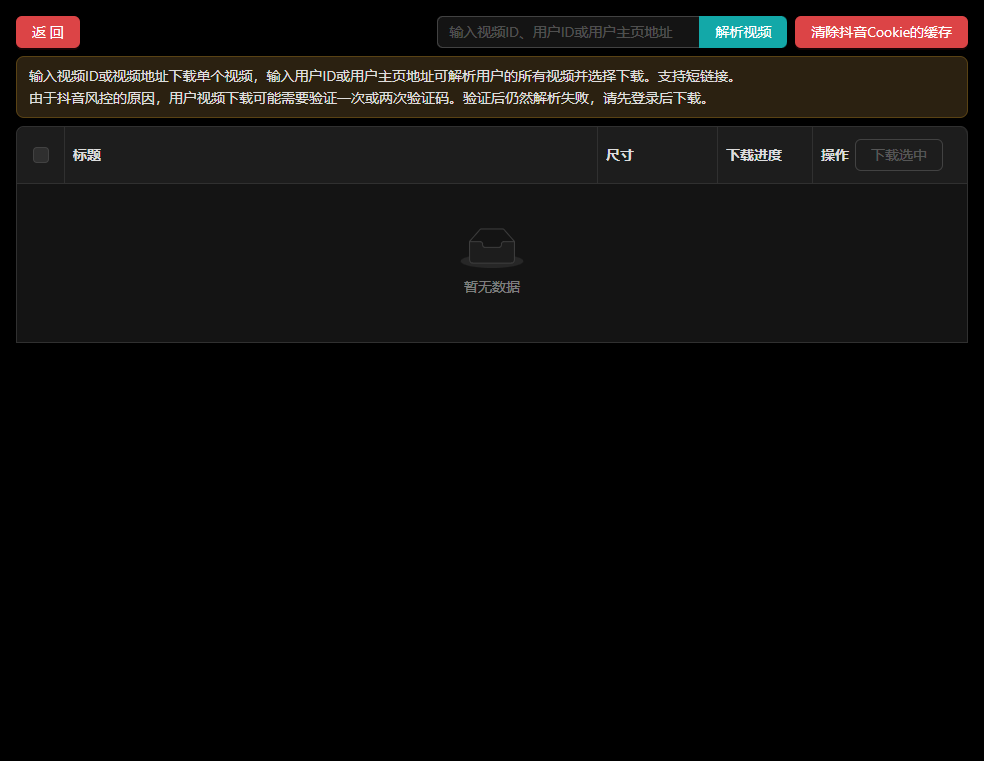 返 回
输入视频ID、用户ID或用户主页地址
解析视频
清除抖音Cookie的缓存
输入视频ID或视频地址下载单个视频，输入用户ID或用户主页地址可解析用户的所有视频并选择下载。支持短链接。
由于抖音风控的原因，用户视频下载可能需要验证一次或两次验证码。验证后仍然解析失败，请先登录后下载。
标题
尺寸
下载进度
操作
下载选中
暂无数据